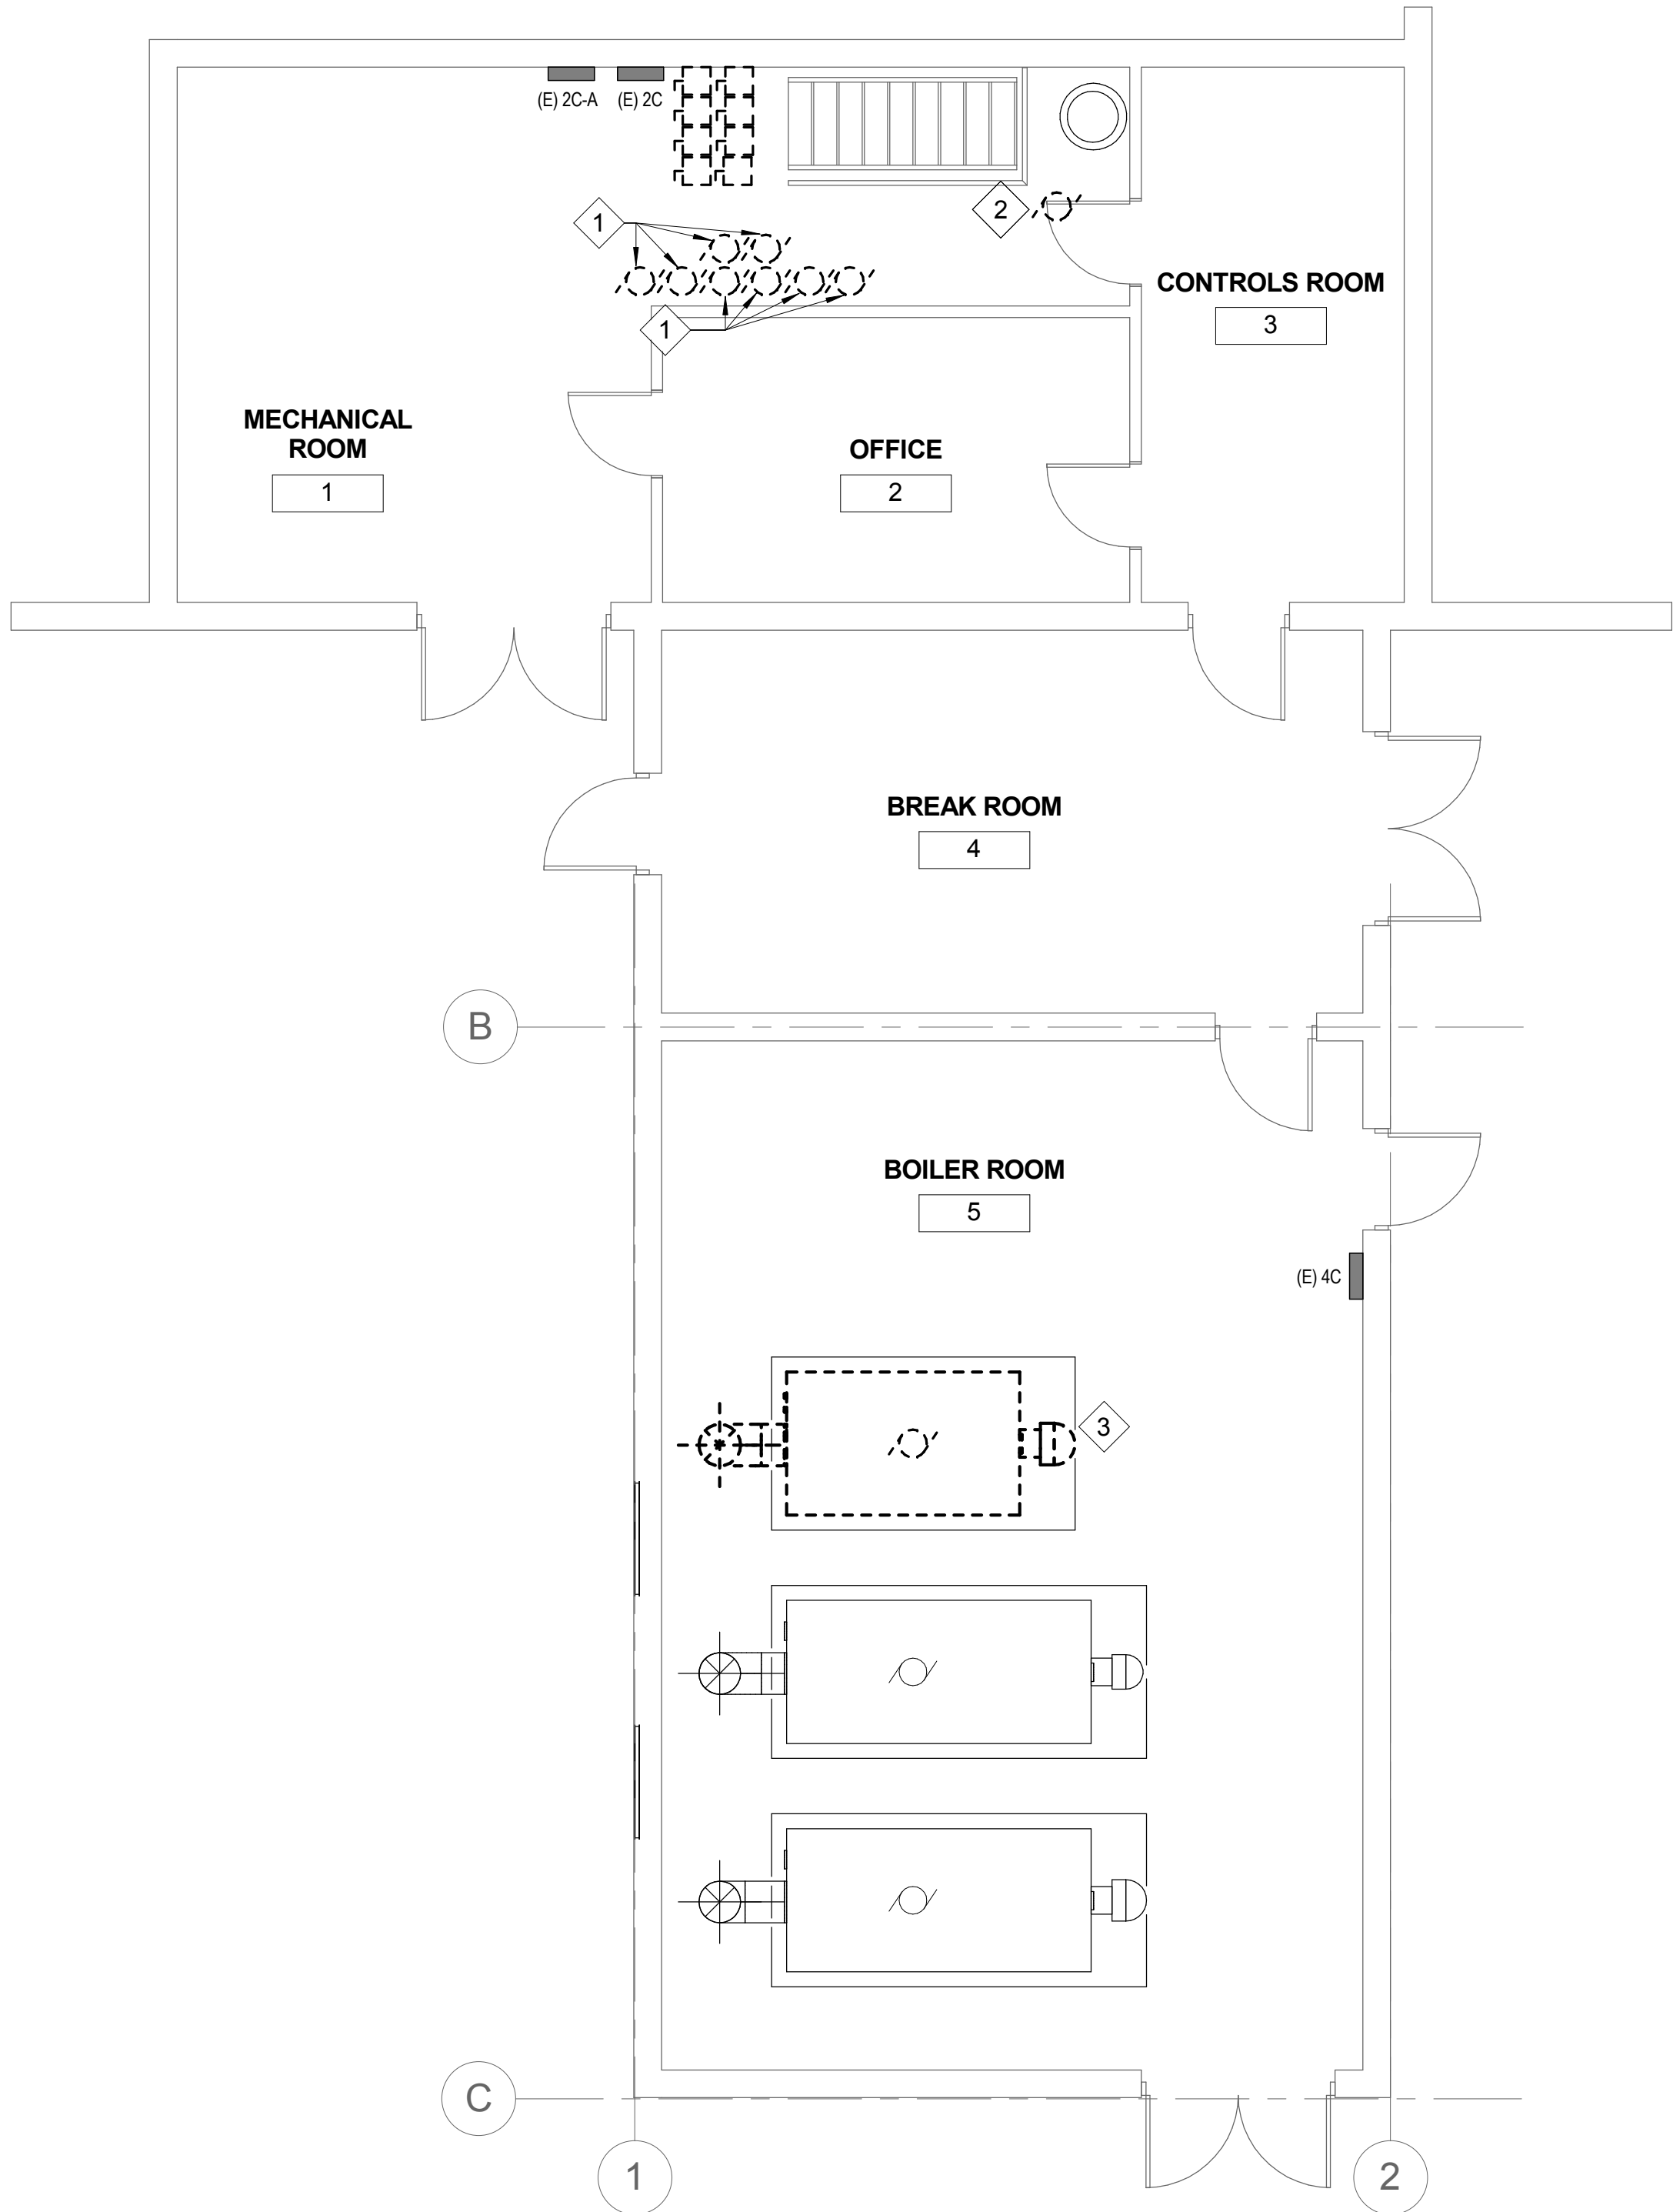 (E) 2C-A
(E) 2C
1
2
CONTROLS ROOM
3
1
MECHANICAL
ROOM
1
OFFICE
2
BREAK ROOM
4
B
BOILER ROOM
5
(E) 4C
3
C
1
2